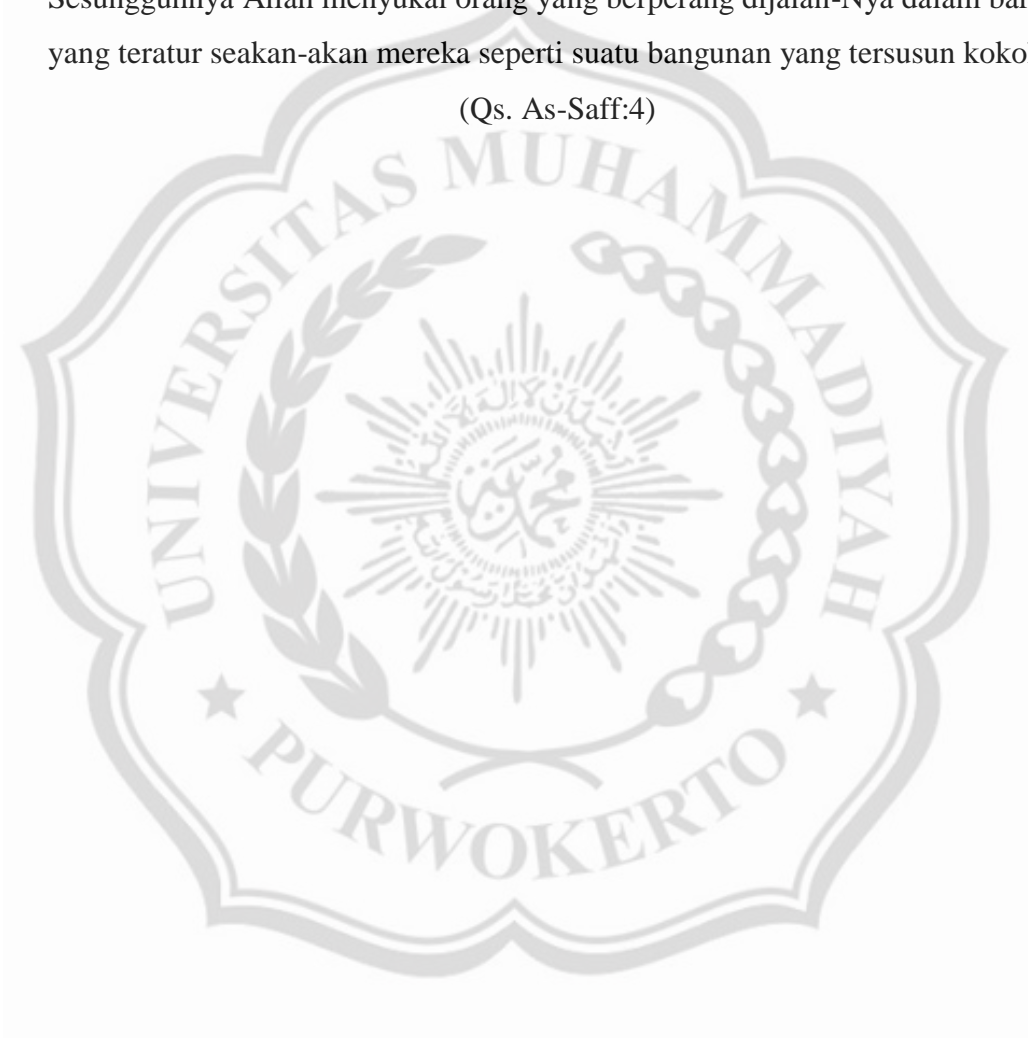 Sesungguhnya Allah menyukai orang yang berperang dijalan-Nya dalam
yang teratur seakan-akan mereka seperti suatu bangunan yang tersusun
(Qs. As-Saff:4)
UNIVERSITAS MUHAMMADIYAH
PURWOKERTO